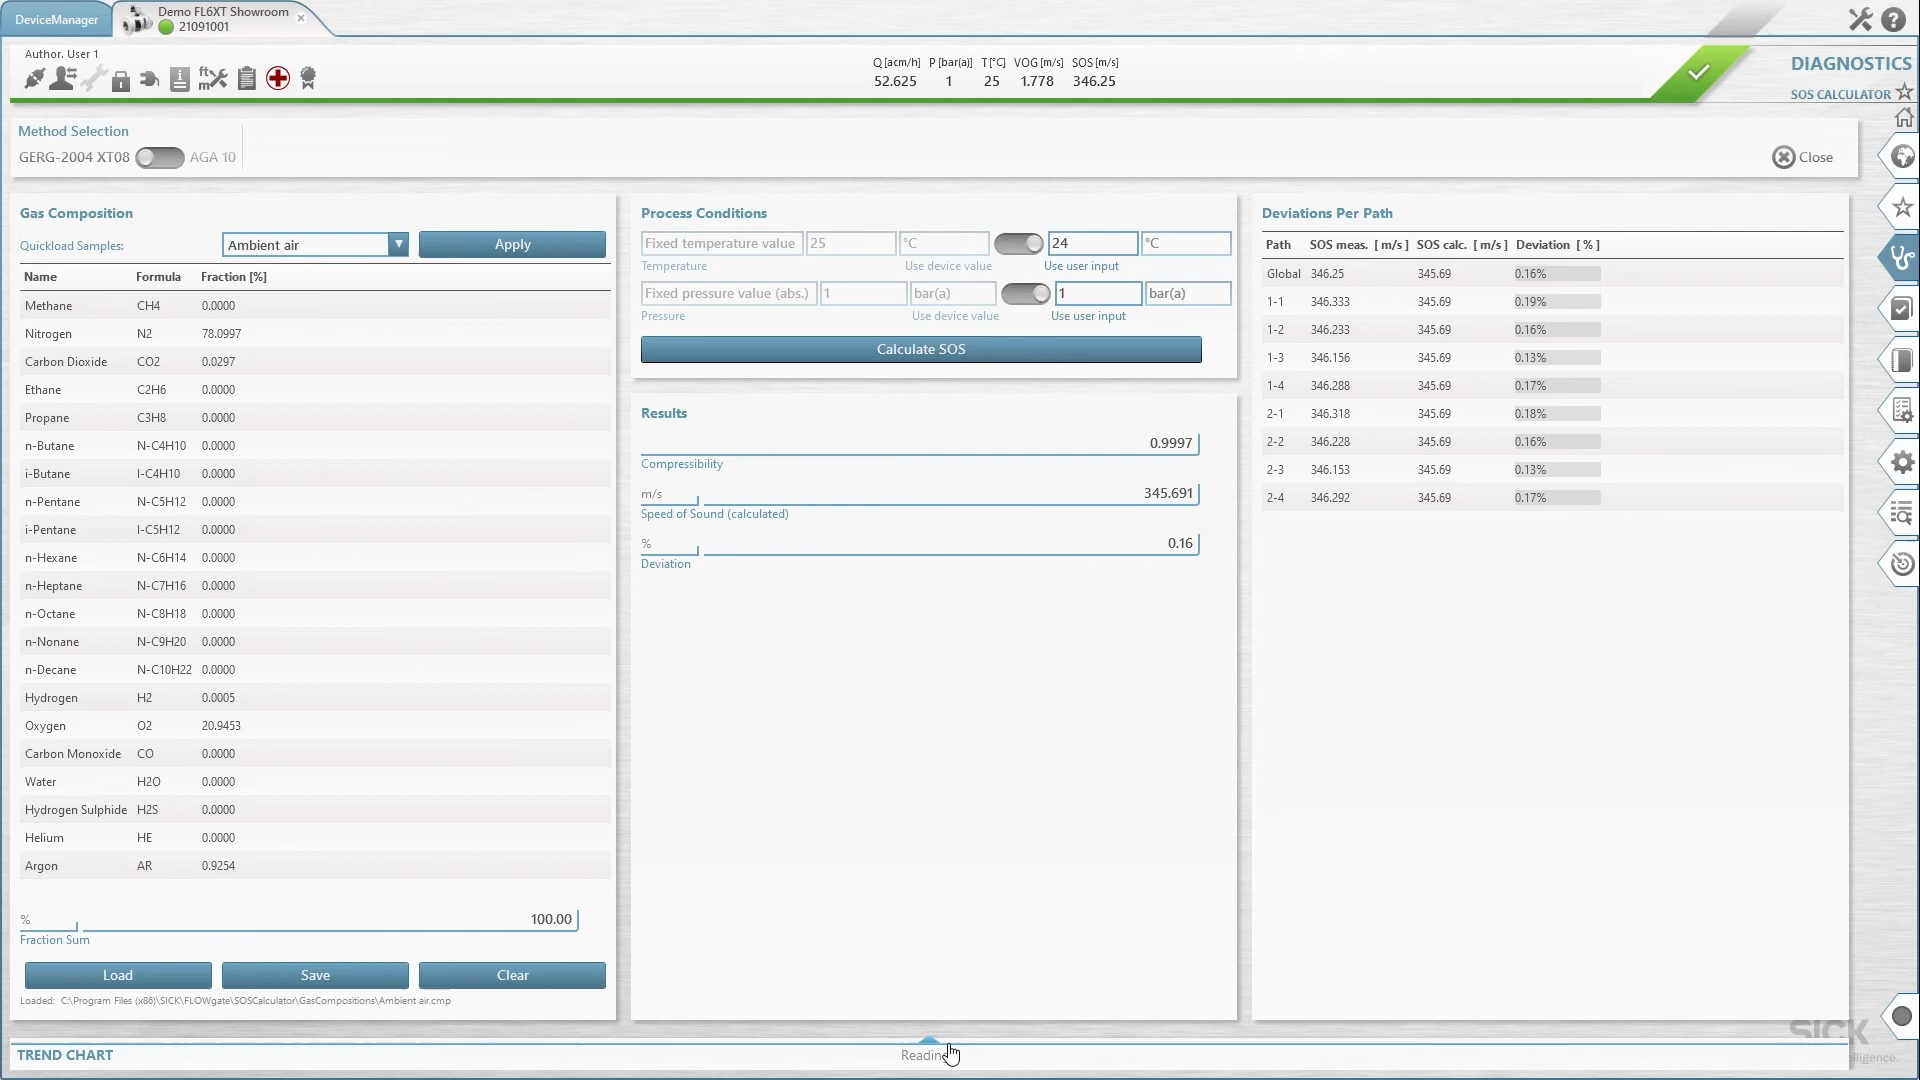 DeviceManager
Demo FL6XT Showroom
21091001
Author. User 1
Q [acm/h] P [bar(a)] T [°C] VOG [m/s] SOS [m/s]
52.625 1 25 1.778 346.25
DIAGNOSTICS
SOS CALCULATOR
Method Selection
GERG-2004 XT08 AGA 10
Close
Gas Composition
Quickload Samples: Ambient air Apply
Name Formula Fraction [%]
Methane CH4 0.0000
Nitrogen N2 78.0997
Carbon Dioxide CO2 0.0297
Ethane C2H6 0.0000
Propane C3H8 0.0000
n-Butane N-C4H10 0.0000
i-Butane I-C4H10 0.0000
n-Pentane N-C5H12 0.0000
i-Pentane I-C5H12 0.0000
n-Hexane N-C6H14 0.0000
n-Heptane N-C7H16 0.0000
n-Octane N-C8H18 0.0000
n-Nonane N-C9H20 0.0000
n-Decane N-C10H22 0.0000
Hydrogen H2 0.0005
Oxygen O2 20.9453
Carbon Monoxide CO 0.0000
Water H2O 0.0000
Hydrogen Sulphide H2S 0.0000
Helium HE 0.0000
Argon AR 0.9254
% 100.00
Fraction Sum
Load Save Clear
Loaded: C:\Program Files (x86)\SICK\FLOWgate\SOSCalculator\GasCompositions\Ambient air.cmp
Process Conditions
Fixed temperature value 25 °C 24 °C
Temperature Use device value Use user input
Fixed pressure value (abs.) 1 bar(a) 1 bar(a)
Pressure Use device value Use user input
Calculate SOS
Results
0.9997
Compressibility
m/s 345.691
Speed of Sound (calculated)
% 0.16
Deviation
Deviations Per Path
Path SOS meas. [ m/s ] SOS calc. [ m/s ] Deviation [ % ]
Global 346.25 345.69 0.16%
1-1 346.333 345.69 0.19%
1-2 346.233 345.69 0.16%
1-3 346.156 345.69 0.13%
1-4 346.288 345.69 0.17%
2-1 346.318 345.69 0.18%
2-2 346.228 345.69 0.16%
2-3 346.153 345.69 0.13%
2-4 346.292 345.69 0.17%
SICK
TREND CHART